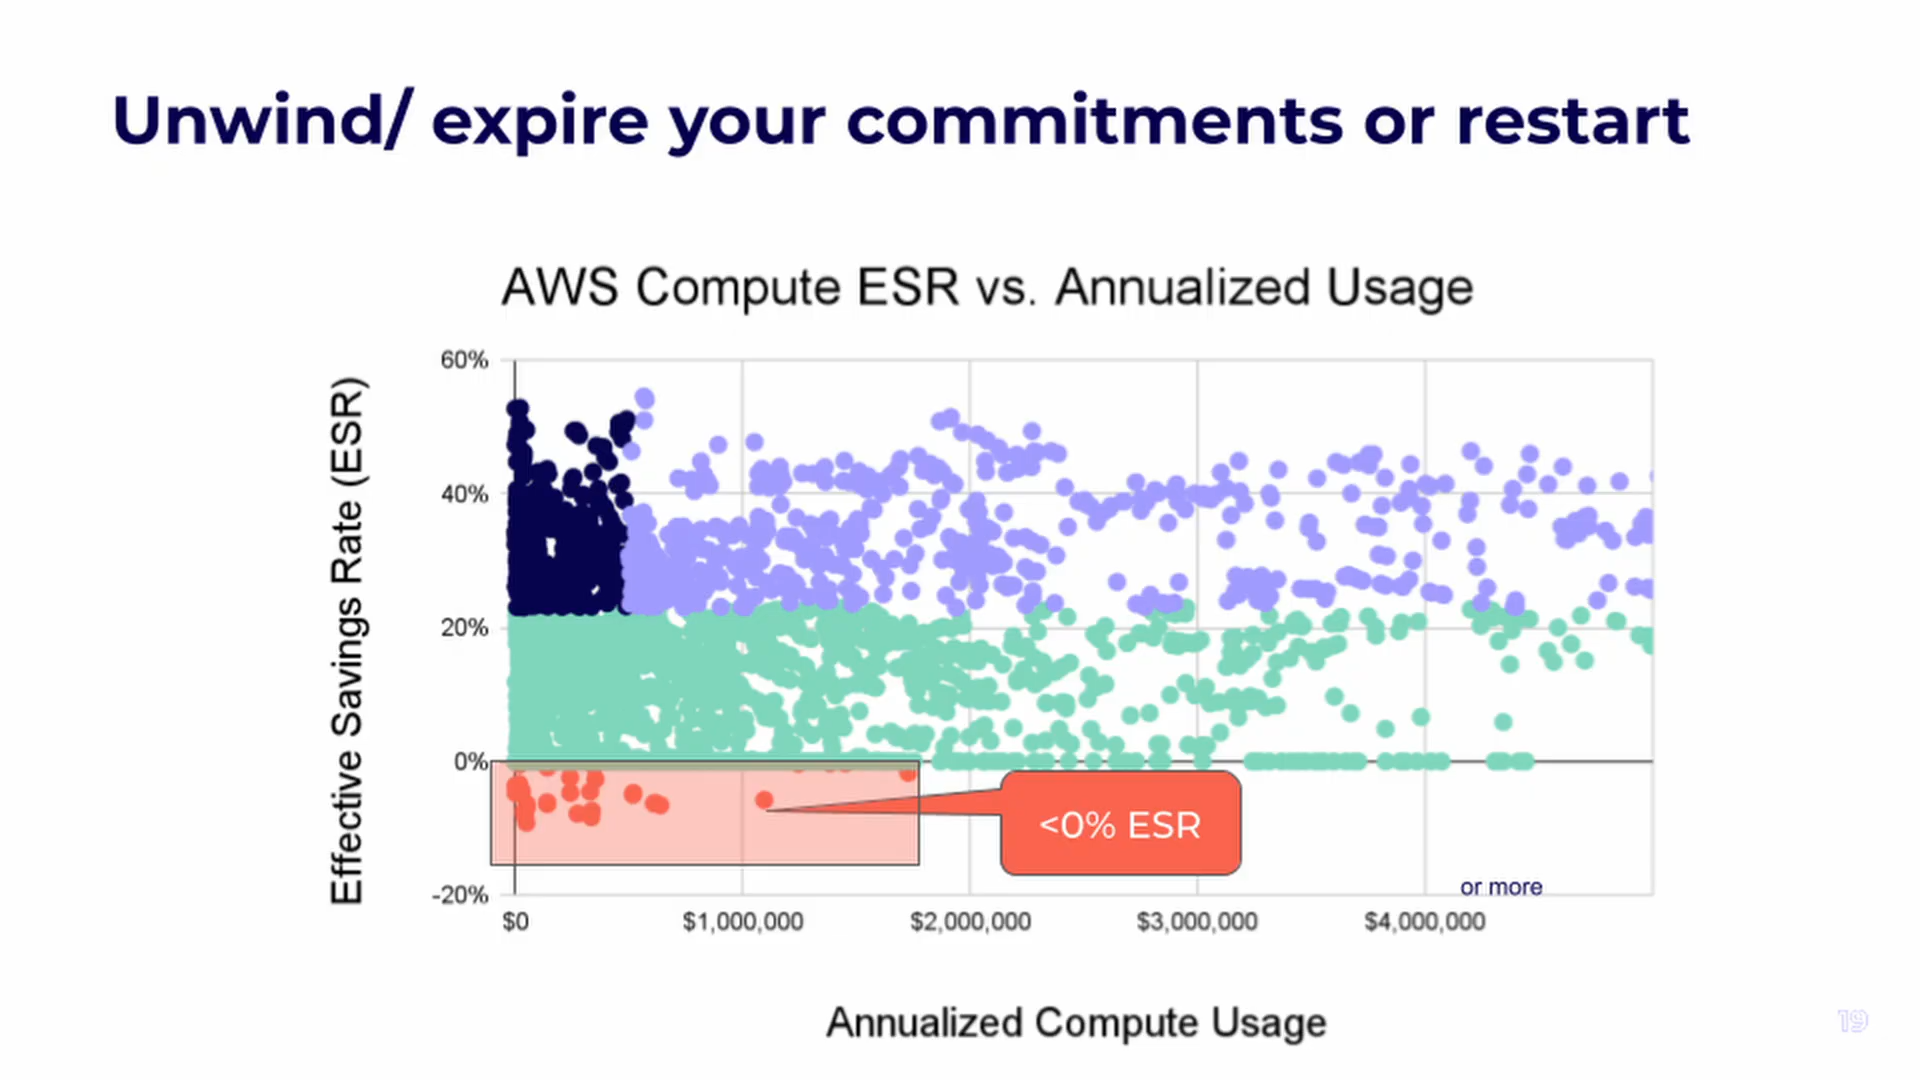 Unwind/ expire your commitments or restart
AWS Compute ESR vs. Annualized Usage
Effective Savings Rate (ESR)
60%
40%
20%
0%
-20%
<0% ESR
or more
$0
$1,000,000
$2,000,000
$3,000,000
$4,000,000
Annualized Compute Usage
19